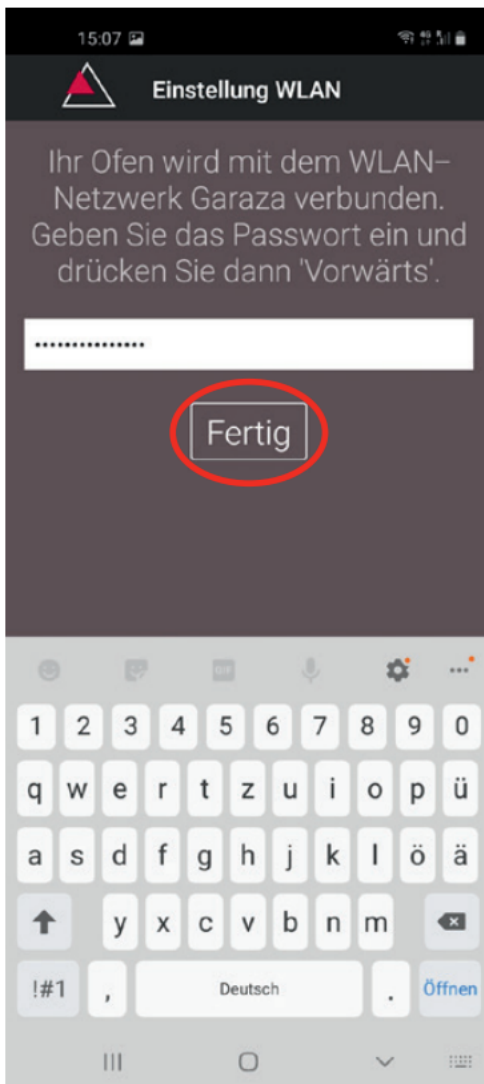 15:07
Einstellung WLAN
Ihr Ofen wird mit dem WLAN–
Netzwerk Garaza verbunden.
Geben Sie das Passwort ein und
drücken Sie dann 'Vorwärts'.
•••••••••••••••
Fertig
GIF
1 2 3 4 5 6 7 8 9 0
q w e r t z u i o p ü
a s d f g h j k l ö ä
y x c v b n m
!#1 , Deutsch . Öffnen